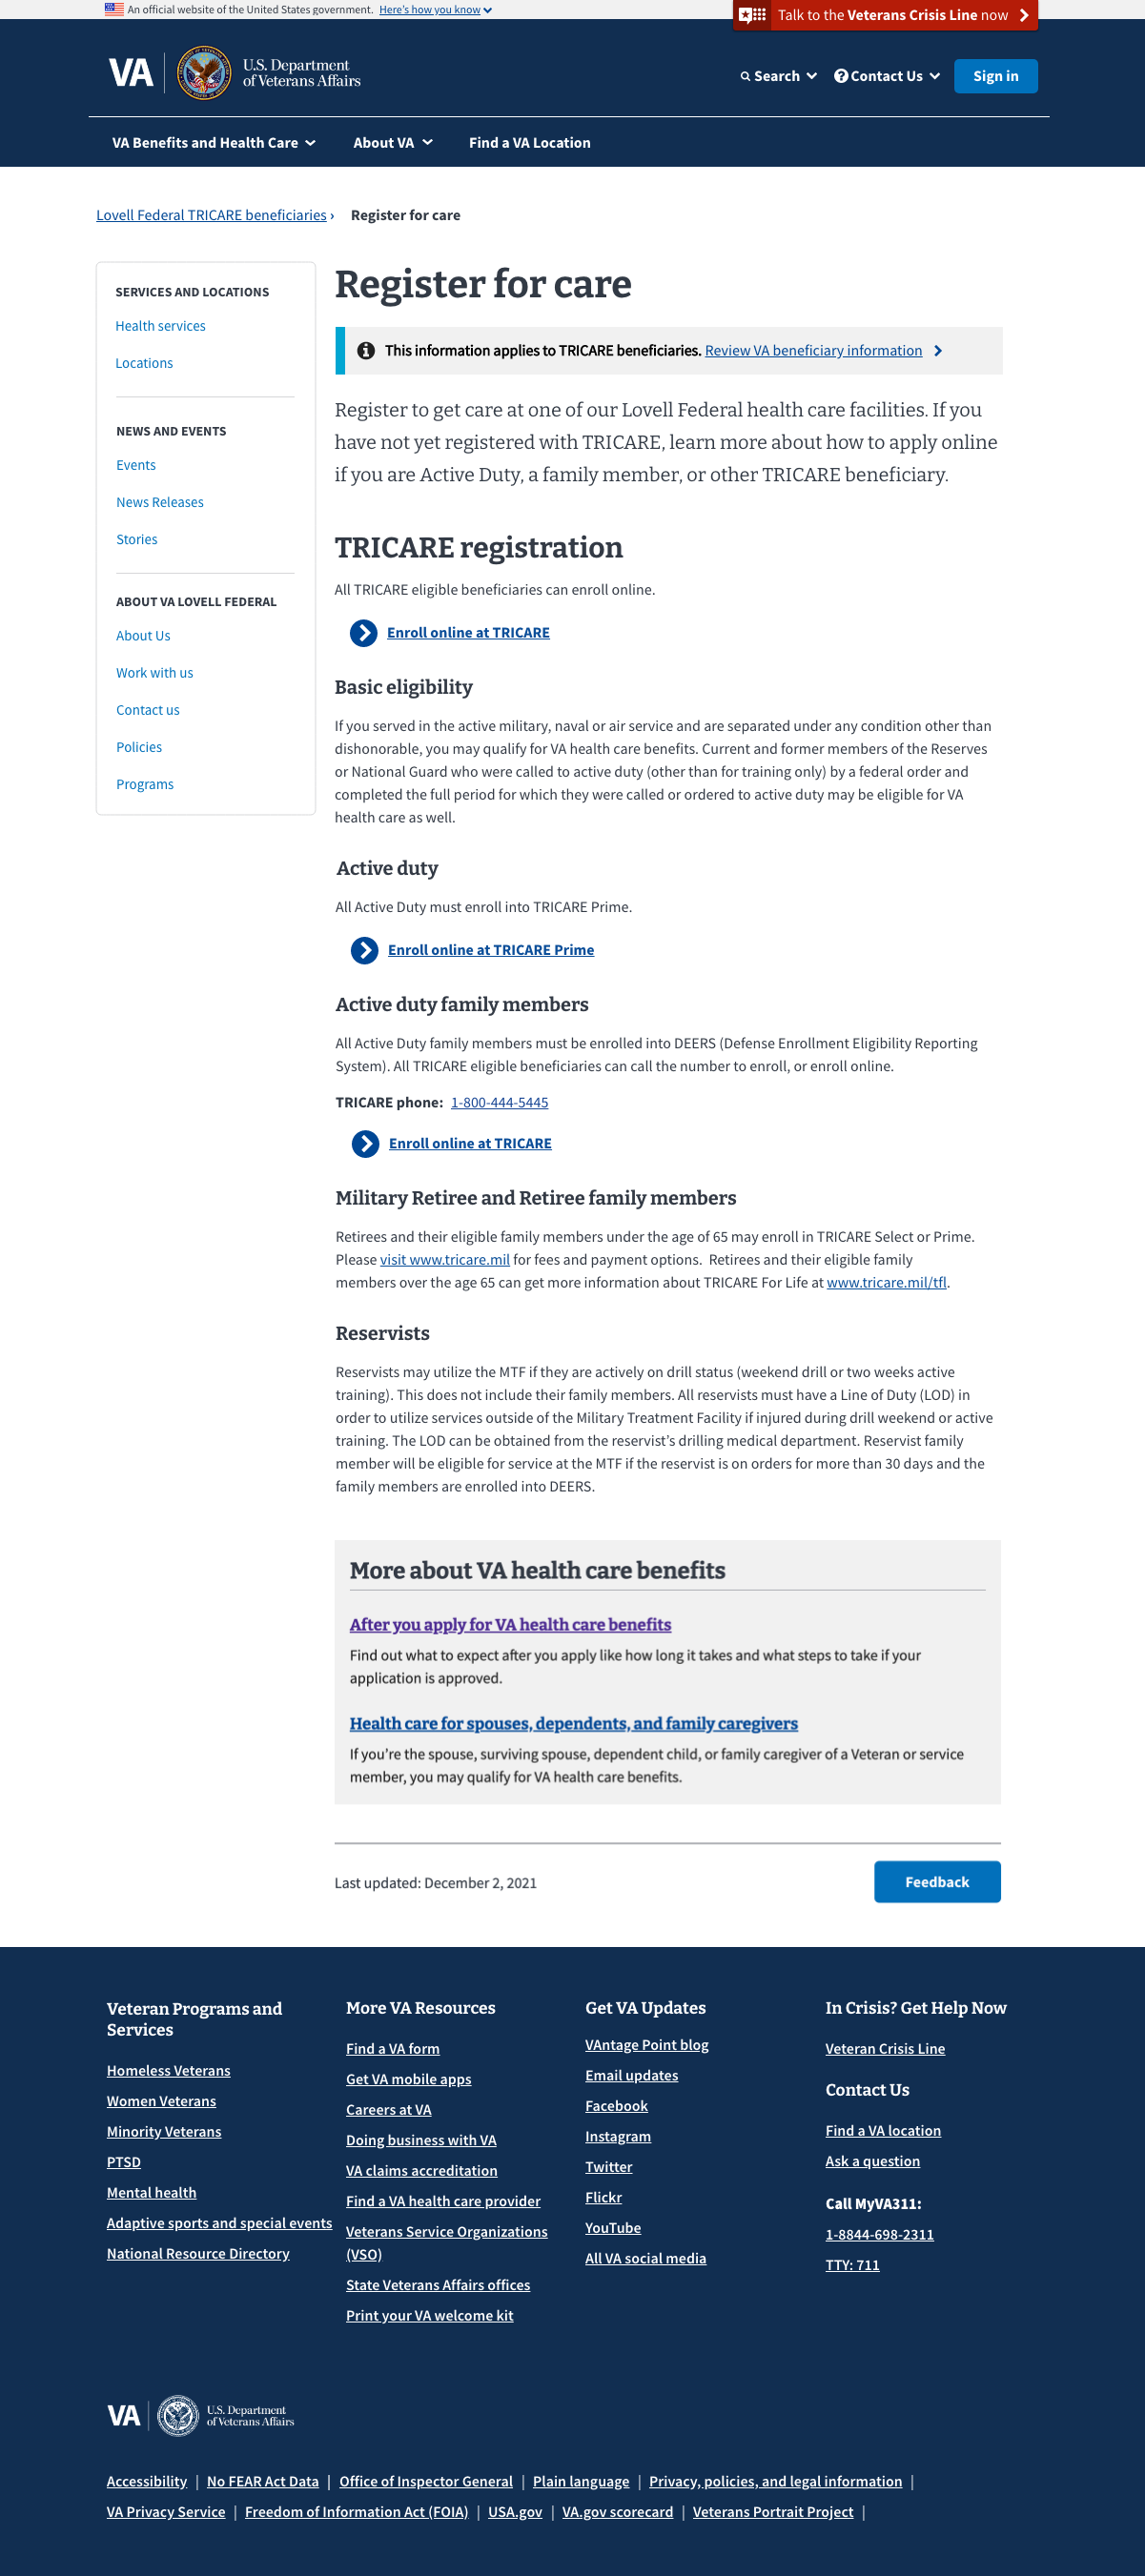 An official website of the United States government. Here's how you know
Talk to the Veterans Crisis Line now
VA
U.S. Department
of Veterans Affairs
Search
Contact Us
Sign in
VA Benefits and Health Care
About VA
Find a VA Location
Lovell Federal TRICARE beneficiaries › Register for care
SERVICES AND LOCATIONS
Health services
Locations
NEWS AND EVENTS
Events
News Releases
Stories
ABOUT VA LOVELL FEDERAL
About Us
Work with us
Contact us
Policies
Programs
Register for care
This information applies to TRICARE beneficiaries. Review VA beneficiary information
Register to get care at one of our Lovell Federal health care facilities. If you
have not yet registered with TRICARE, learn more about how to apply online
if you are Active Duty, a family member, or other TRICARE beneficiary.
TRICARE registration
All TRICARE eligible beneficiaries can enroll online.
Enroll online at TRICARE
Basic eligibility
If you served in the active military, naval or air service and are separated under any condition other than
dishonorable, you may qualify for VA health care benefits. Current and former members of the Reserves
or National Guard who were called to active duty (other than for training only) by a federal order and
completed the full period for which they were called or ordered to active duty may be eligible for VA
health care as well.
Active duty
All Active Duty must enroll into TRICARE Prime.
Enroll online at TRICARE Prime
Active duty family members
All Active Duty family members must be enrolled into DEERS (Defense Enrollment Eligibility Reporting
System). All TRICARE eligible beneficiaries can call the number to enroll, or enroll online.
TRICARE phone: 1-800-444-5445
Enroll online at TRICARE
Military Retiree and Retiree family members
Retirees and their eligible family members under the age of 65 may enroll in TRICARE Select or Prime.
Please visit www.tricare.mil for fees and payment options. Retirees and their eligible family
members over the age 65 can get more information about TRICARE For Life at www.tricare.mil/tfl.
Reservists
Reservists may utilize the MTF if they are actively on drill status (weekend drill or two weeks active
training). This does not include their family members. All reservists must have a Line of Duty (LOD) in
order to utilize services outside of the Military Treatment Facility if injured during drill weekend or active
training. The LOD can be obtained from the reservist's drilling medical department. Reservist family
member will be eligible for service at the MTF if the reservist is on orders for more than 30 days and the
family members are enrolled into DEERS.
More about VA health care benefits
After you apply for VA health care benefits
Find out what to expect after you apply like how long it takes and what steps to take if your
application is approved.
Health care for spouses, dependents, and family caregivers
If you're the spouse, surviving spouse, dependent child, or family caregiver of a Veteran or service
member, you may qualify for VA health care benefits.
Last updated: December 2, 2021
Feedback
Veteran Programs and
Services
Homeless Veterans
Women Veterans
Minority Veterans
PTSD
Mental health
Adaptive sports and special events
National Resource Directory
More VA Resources
Find a VA form
Get VA mobile apps
Careers at VA
Doing business with VA
VA claims accreditation
Find a VA health care provider
Veterans Service Organizations
(VSO)
State Veterans Affairs offices
Print your VA welcome kit
Get VA Updates
VAntage Point blog
Email updates
Facebook
Instagram
Twitter
Flickr
YouTube
All VA social media
In Crisis? Get Help Now
Veteran Crisis Line
Contact Us
Find a VA location
Ask a question
Call MyVA311:
1-8844-698-2311
TTY: 711
VA
U.S. Department
of Veterans Affairs
Accessibility | No FEAR Act Data | Office of Inspector General | Plain language | Privacy, policies, and legal information |
VA Privacy Service | Freedom of Information Act (FOIA) | USA.gov | VA.gov scorecard | Veterans Portrait Project |